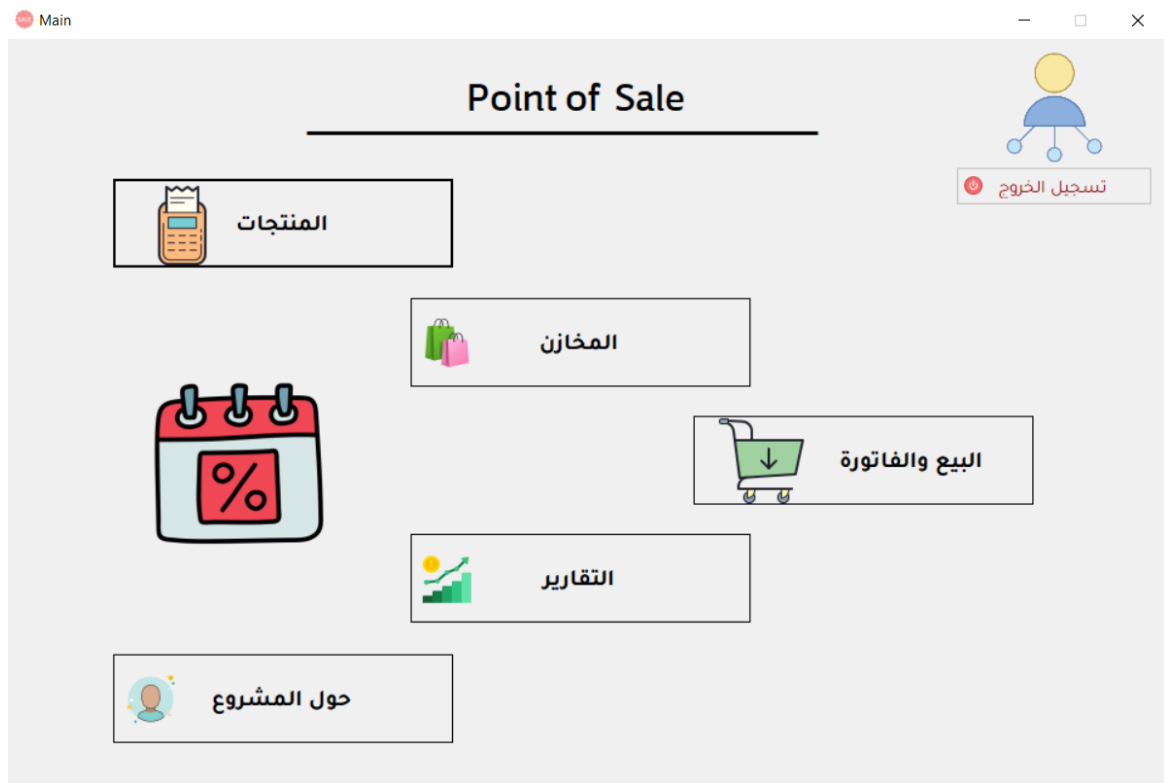 Main
Point of Sale
تسجيل الخروج
المنتجات
المخازن
البيع والفاتورة
%
التقارير
حول المشروع